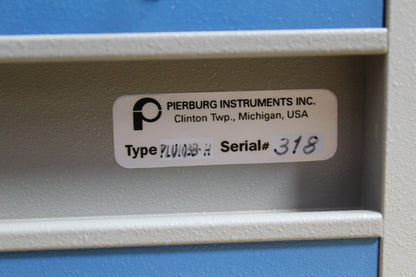 PIERBURG INSTRUMENTS INC.
Clinton Twp., Michigan, USA
Type Serial# 318